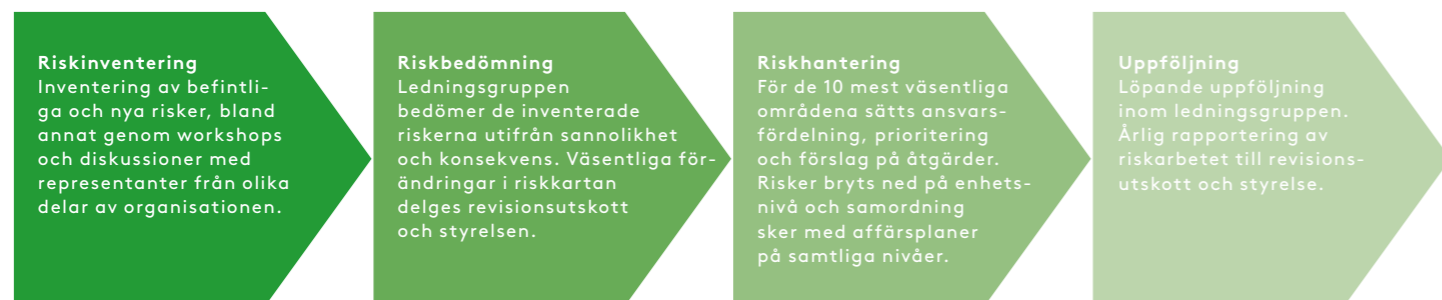 Riskinventering
Inventering av befintli-
ga och nya risker, bland
annat genom workshops
och diskussioner med
representanter från olika
delar av organisationen.
Riskbedömning
Ledningsgruppen
bedömer de inventerade
riskerna utifrån sannolikhet
och konsekvens. Väsentliga för-
ändringar i riskkartan
delges revisionsutskott
och styrelsen.
Riskhantering
För de 10 mest väsentliga
områdena sätts ansvars-
fördelning, prioritering
och förslag på åtgärder.
Risker bryts ned på enhets-
nivå och samordning
sker med affärsplaner
på samtliga nivåer.
Uppföljning
Löpande uppföljning
inom ledningsgruppen.
Årlig rapportering av
riskarbetet till revisions-
utskott och styrelse.